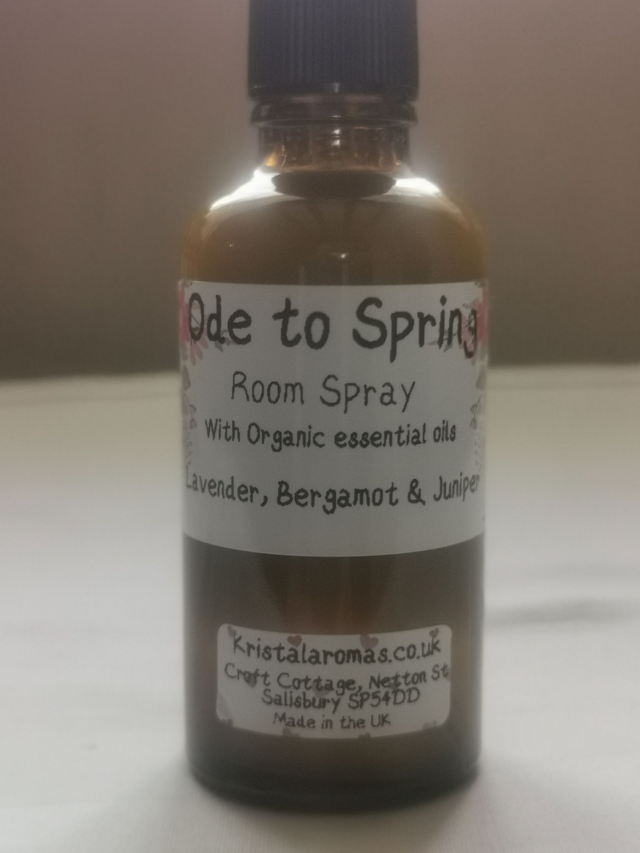 Ode to Spring
Room Spray
With Organic essential oils
Lavender, Bergamot & Juniper
Kristalaromas.co.uk
Croft Cottage, Netton St
Salisbury SP54DD
Made in the UK